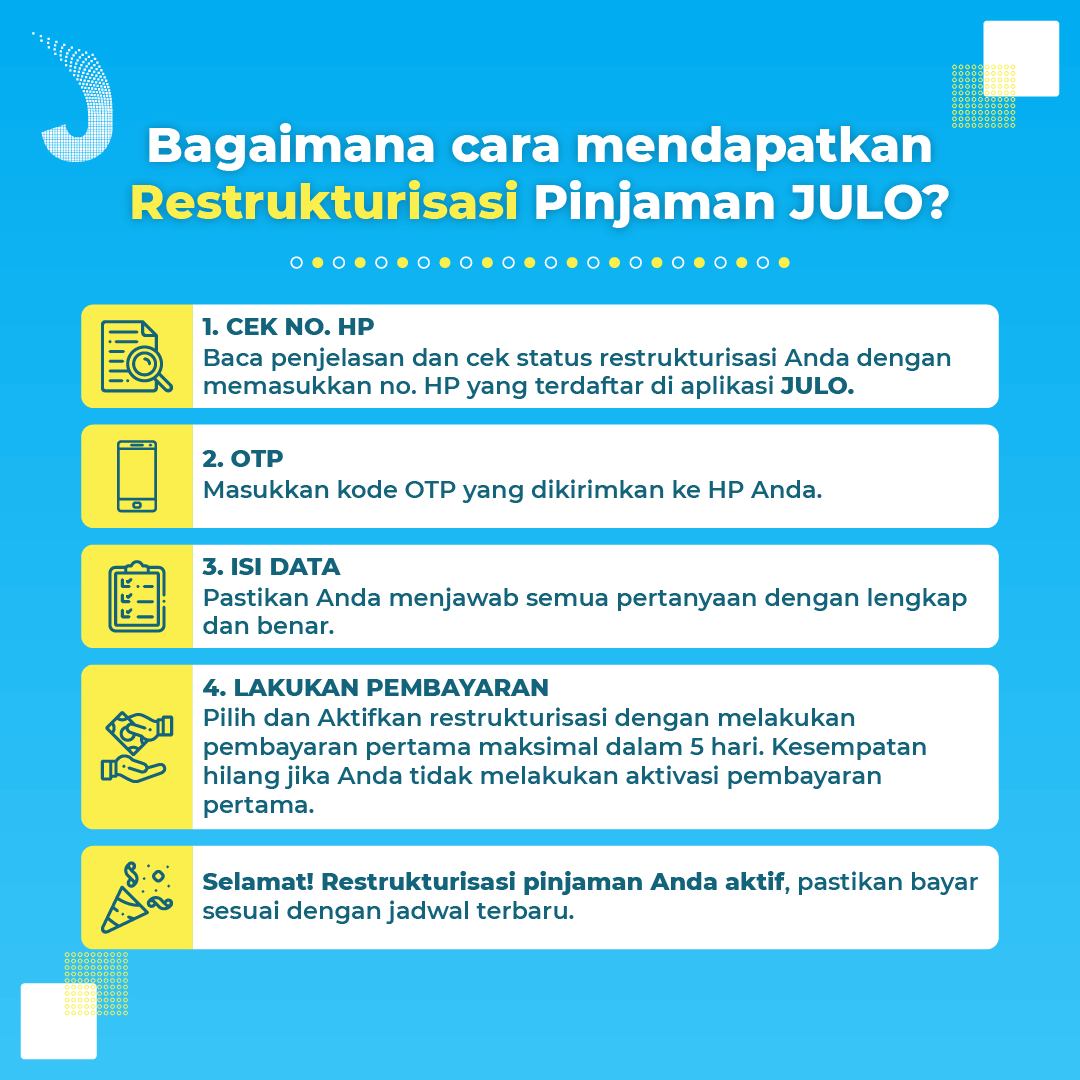 Bagaimana cara mendapatkan
Restrukturisasi Pinjaman JULO?
1. CEK NO. HP
Baca penjelasan dan cek status restrukturisasi Anda dengan
memasukkan no. HP yang terdaftar di aplikasi JULO.
2. OTP
Masukkan kode OTP yang dikirimkan ke HP Anda.
3. ISI DATA
Pastikan Anda menjawab semua pertanyaan dengan lengkap
dan benar.
4. LAKUKAN PEMBAYARAN
Pilih dan Aktifkan restrukturisasi dengan melakukan
pembayaran pertama maksimal dalam 5 hari. Kesempatan
hilang jika Anda tidak melakukan aktivasi pembayaran
pertama.
Selamat! Restrukturisasi pinjaman Anda aktif, pastikan bayar
sesuai dengan jadwal terbaru.